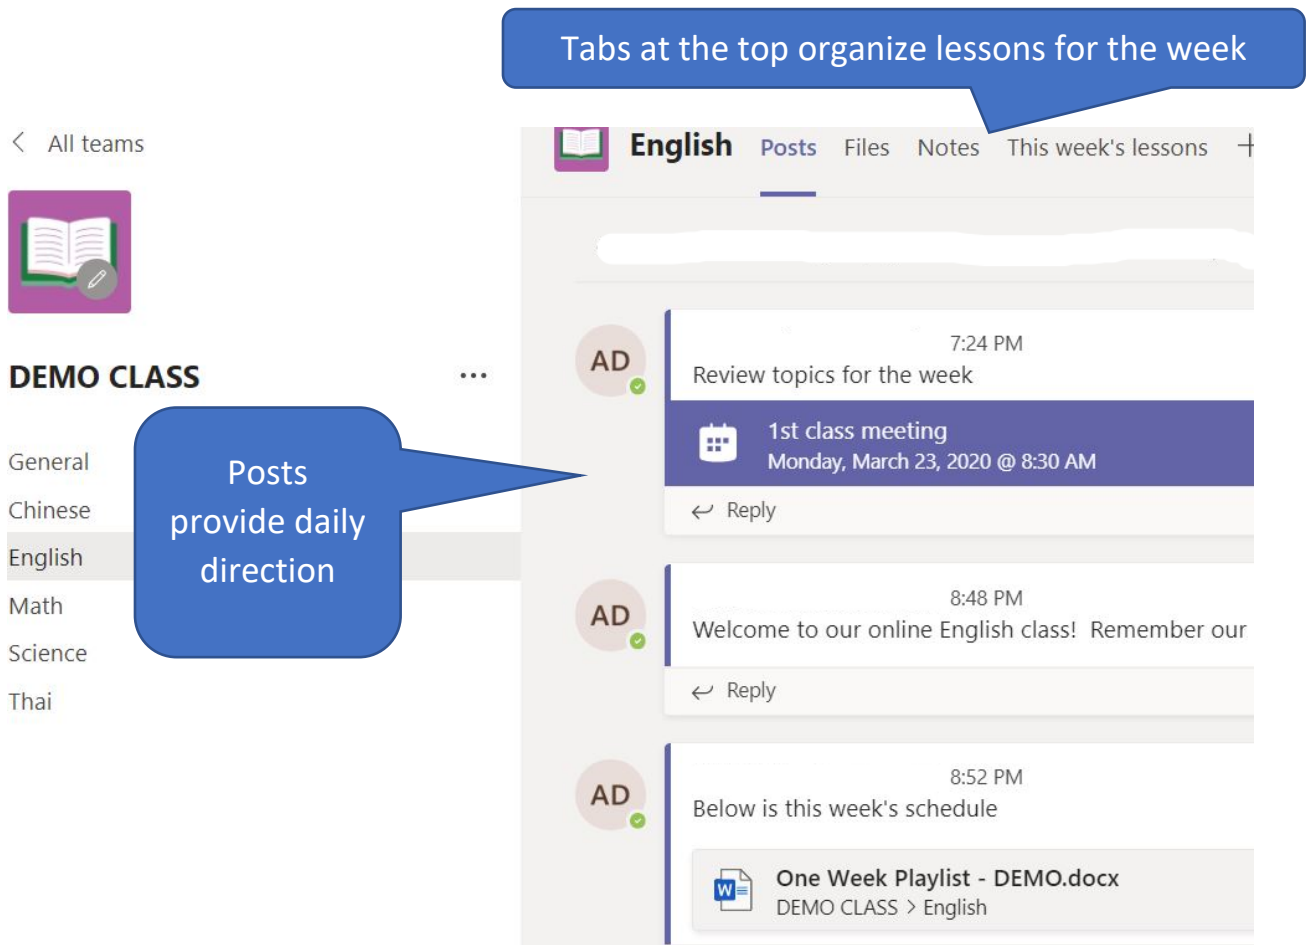 Tabs at the top organize lessons for the week
< All teams
DEMO CLASS
General
Chinese
English
Math
Science
Thai
Posts
provide daily
direction
English Posts Files Notes This week's lessons +
AD
7:24 PM
Review topics for the week
1st class meeting
Monday, March 23, 2020 @ 8:30 AM
Reply
AD
8:48 PM
Welcome to our online English class! Remember our
Reply
AD
8:52 PM
Below is this week's schedule
W
One Week Playlist - DEMO.docx
DEMO CLASS > English